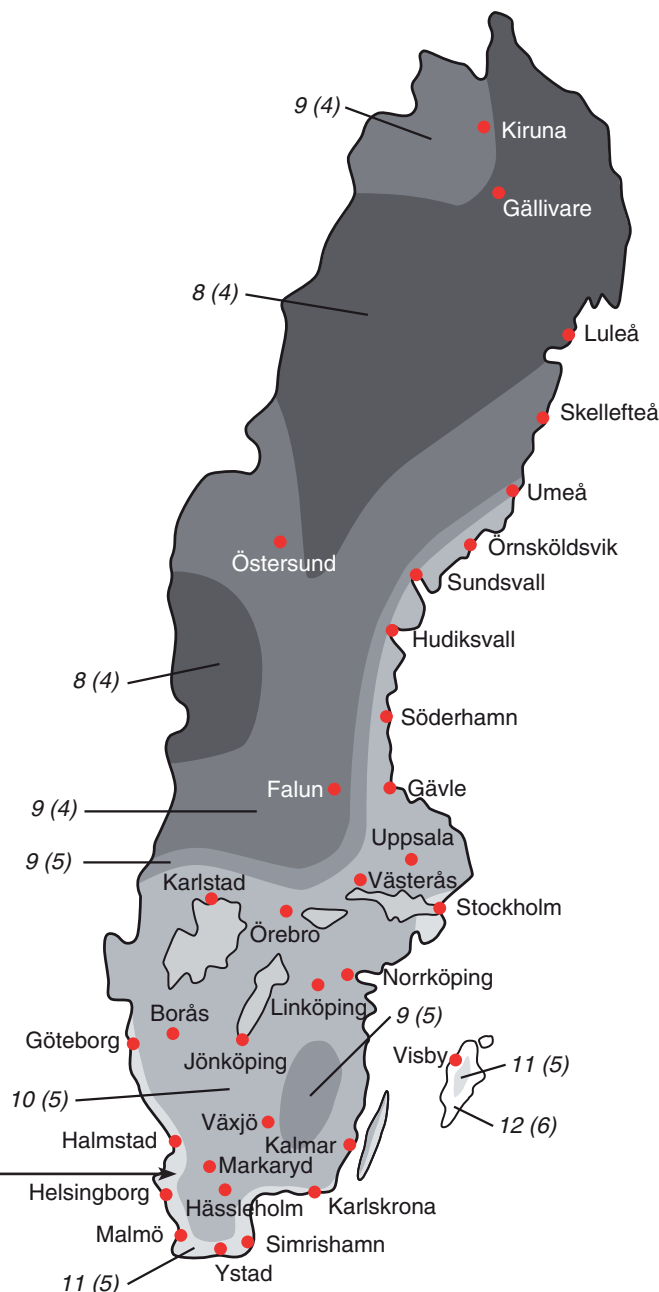 9 (4)
Kiruna
Gällivare
8 (4)
Luleå
Skellefteå
Umeå
Östersund
Örnsköldsvik
Sundsvall
Hudiksvall
8 (4)
Söderhamn
Falun
Gävle
9 (4)
Uppsala
9 (5)
Karlstad
Västerås
Stockholm
Örebro
Norrköping
Linköping
Borås
9 (5)
Göteborg
Jönköping
Visby
11 (5)
10 (5)
Växjö
12 (6)
Halmstad
Kalmar
Markaryd
Helsingborg
Hässleholm
Karlskrona
Malmö
Simrishamn
Ystad
11 (5)